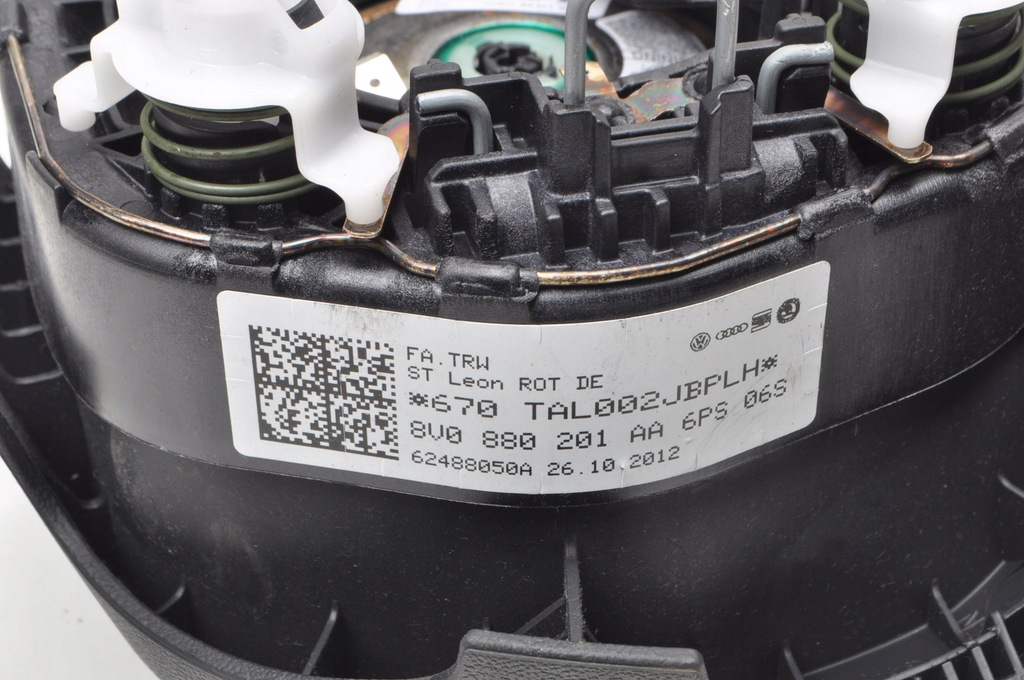 FA.TRW
ST Leon ROT DE
*670 TAL002JBPLH*
8V0 880 201 AA 6PS 06S
62488050A 26.10 2012